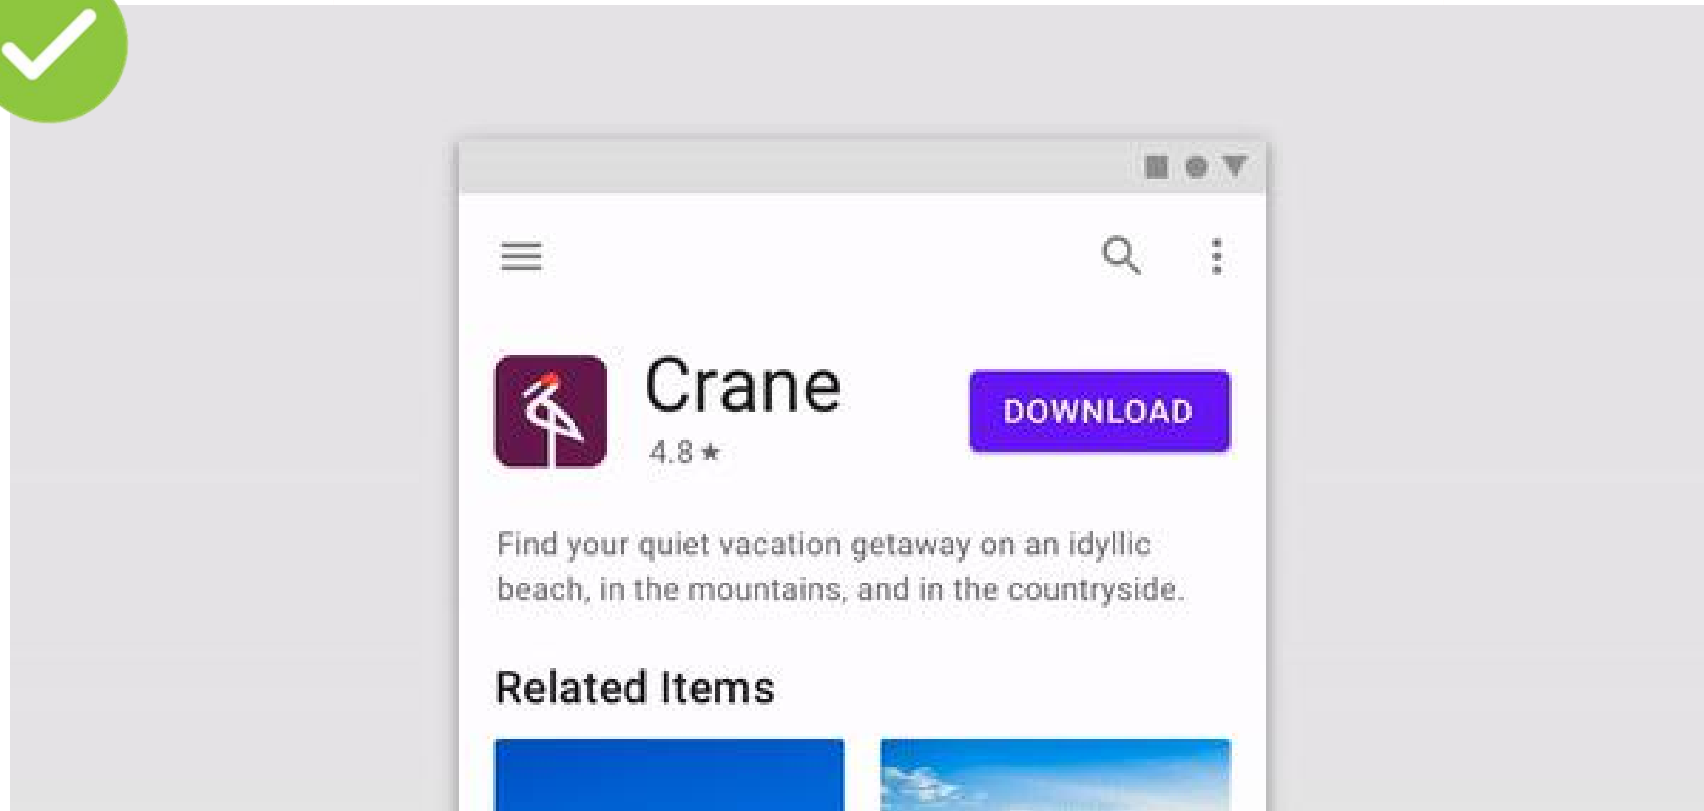 Crane
4.8★
DOWNLOAD
Find your quiet vacation getaway on an idyllic
beach, in the mountains, and in the countryside.
Related Items